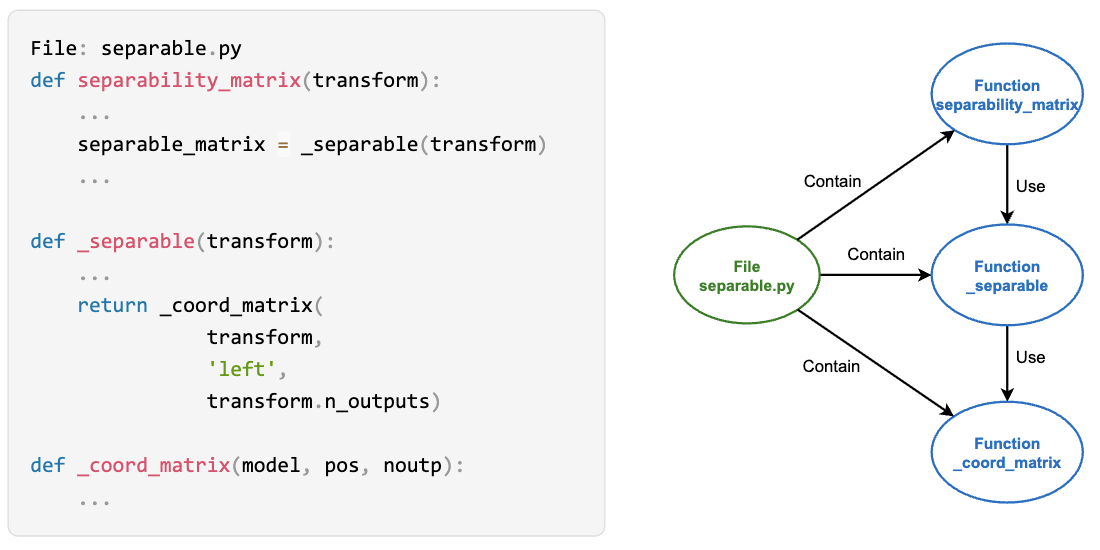 File: separable.py
def separability_matrix(transform):
    ...
    separable_matrix = _separable(transform)
    ...
def _separable(transform):
    ...
    return _coord_matrix(
               transform,
               'left',
               transform.n_outputs)
def _coord_matrix(model, pos, noutp):
    ...
Function
separability_matrix
Contain
Use
File
separable.py
Contain
Function
_separable
Contain
Use
Function
_coord_matrix